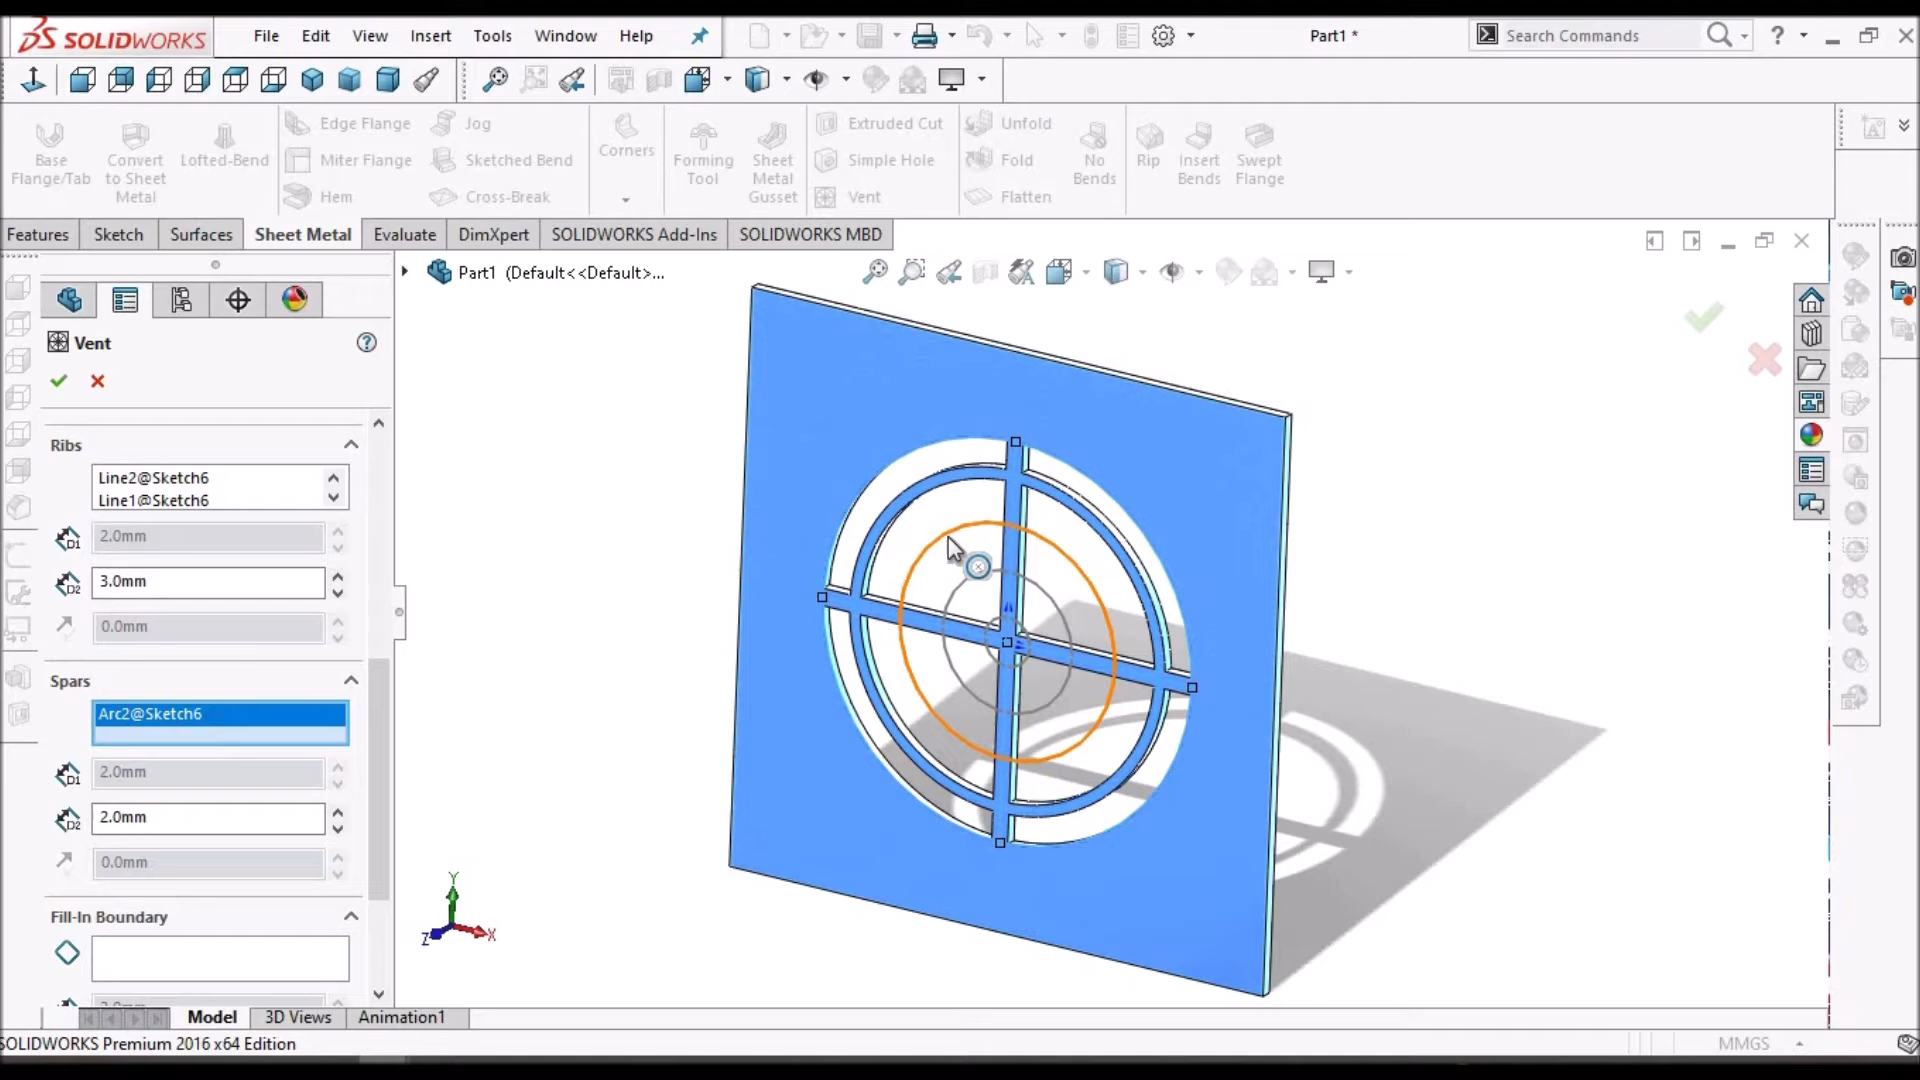 SOLIDWORKS File Edit View Insert Tools Window Help Part1 * Search Commands ?
Base Flange/Tab
Convert to Sheet Metal
Lofted-Bend
Edge Flange
Miter Flange
Hem
Jog
Sketched Bend
Cross-Break
Corners
Forming Tool
Sheet Metal Gusset
Extruded Cut
Simple Hole
Vent
Unfold
Fold
Flatten
No Bends
Rip
Insert Bends
Swept Flange
Features Sketch Surfaces Sheet Metal Evaluate DimXpert SOLIDWORKS Add-Ins SOLIDWORKS MBD
Part1 (Default<<Default>...
Vent ?
Ribs
Line2@Sketch6
Line1@Sketch6
D1 2.0mm
D2 3.0mm
0.0mm
Spars
Arc2@Sketch6
D1 2.0mm
D2 2.0mm
0.0mm
Fill-In Boundary
Y
Z X
Model 3D Views Animation1
SOLIDWORKS Premium 2016 x64 Edition MMGS